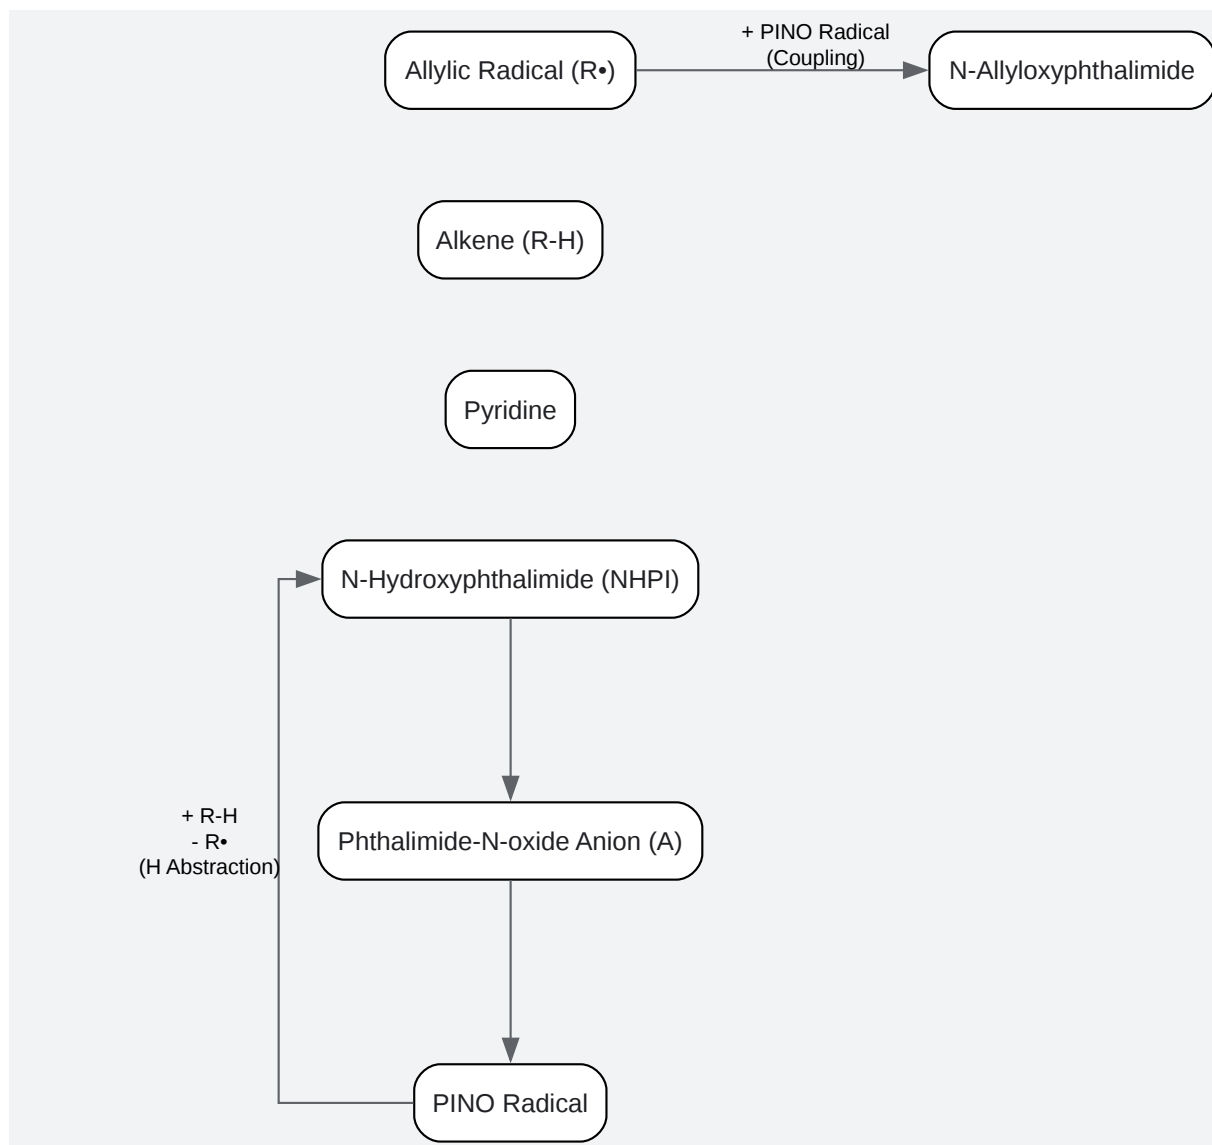 + PINO Radical
(Coupling)
Allylic Radical (R•)
N-Allyloxyphthalimide
Alkene (R-H)
Pyridine
N-Hydroxyphthalimide (NHPI)
+ R-H
- R•
(H Abstraction)
Phthalimide-N-oxide Anion (A)
PINO Radical